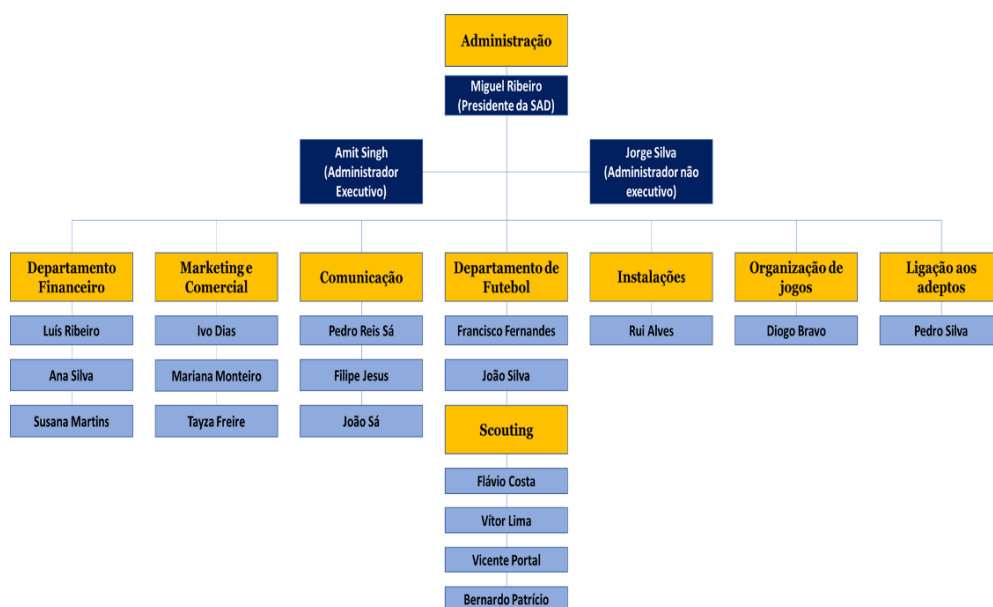 Administração
Miguel Ribeiro
(Presidente da SAD)
Amit Singh
(Administrador
Executivo)
Jorge Silva
(Administrador não
executivo)
Departamento
Financeiro
Luís Ribeiro
Ana Silva
Susana Martins
Marketing e
Comercial
Ivo Dias
Mariana Monteiro
Tayza Freire
Comunicação
Pedro Reis Sá
Filipe Jesus
João Sá
Departamento de
Futebol
Francisco Fernandes
João Silva
Scouting
Flávio Costa
Vítor Lima
Vicente Portal
Bernardo Patrício
Instalações
Rui Alves
Organização de
jogos
Diogo Bravo
Ligação aos
adeptos
Pedro Silva